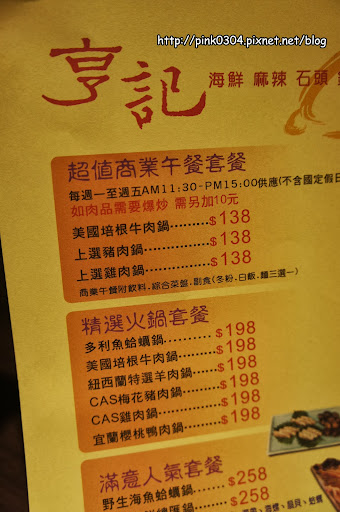 http://pink0304.pixnet.net/blog
亨記
海鮮 麻辣 石頭
超值商業午餐套餐
每週一至週五AM11:30-PM15:00供應(不含國定假日
如肉品需要爆炒 需另加10元
美國培根牛肉鍋..........$138
上選豬肉鍋..............$138
上選雞肉鍋..............$138
商業午餐附飲料.綜合菜盤.副食(冬粉.白飯.麵三選一)
精選火鍋套餐
多利魚蛤蠣鍋..........$198
美國培根牛肉鍋........$198
紐西蘭特選羊肉鍋......$198
CAS梅花豬肉鍋.........$198
CAS雞肉鍋.............$198
宜蘭櫻桃鴨肉鍋........$198
滿意人氣套餐
野生海魚蛤蠣鍋........$258
$258